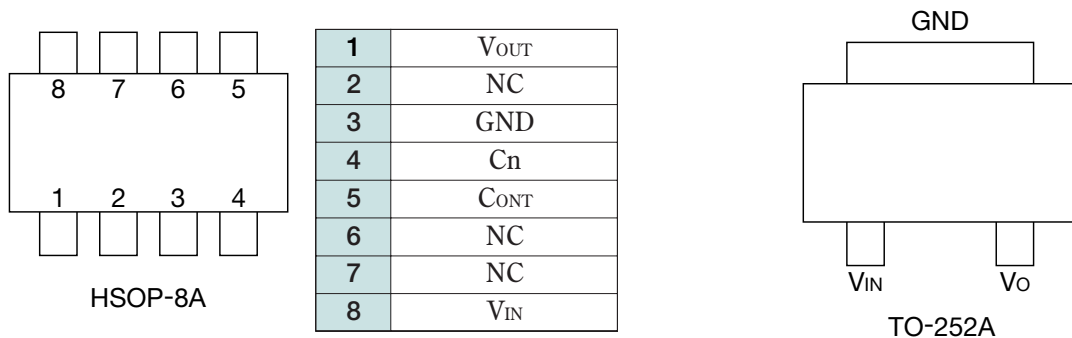 8 7 6 5
1 2 3 4
HSOP-8A
1 VOUT
2 NC
3 GND
4 Cn
5 CONT
6 NC
7 NC
8 VIN
GND
VIN VO
TO-252A